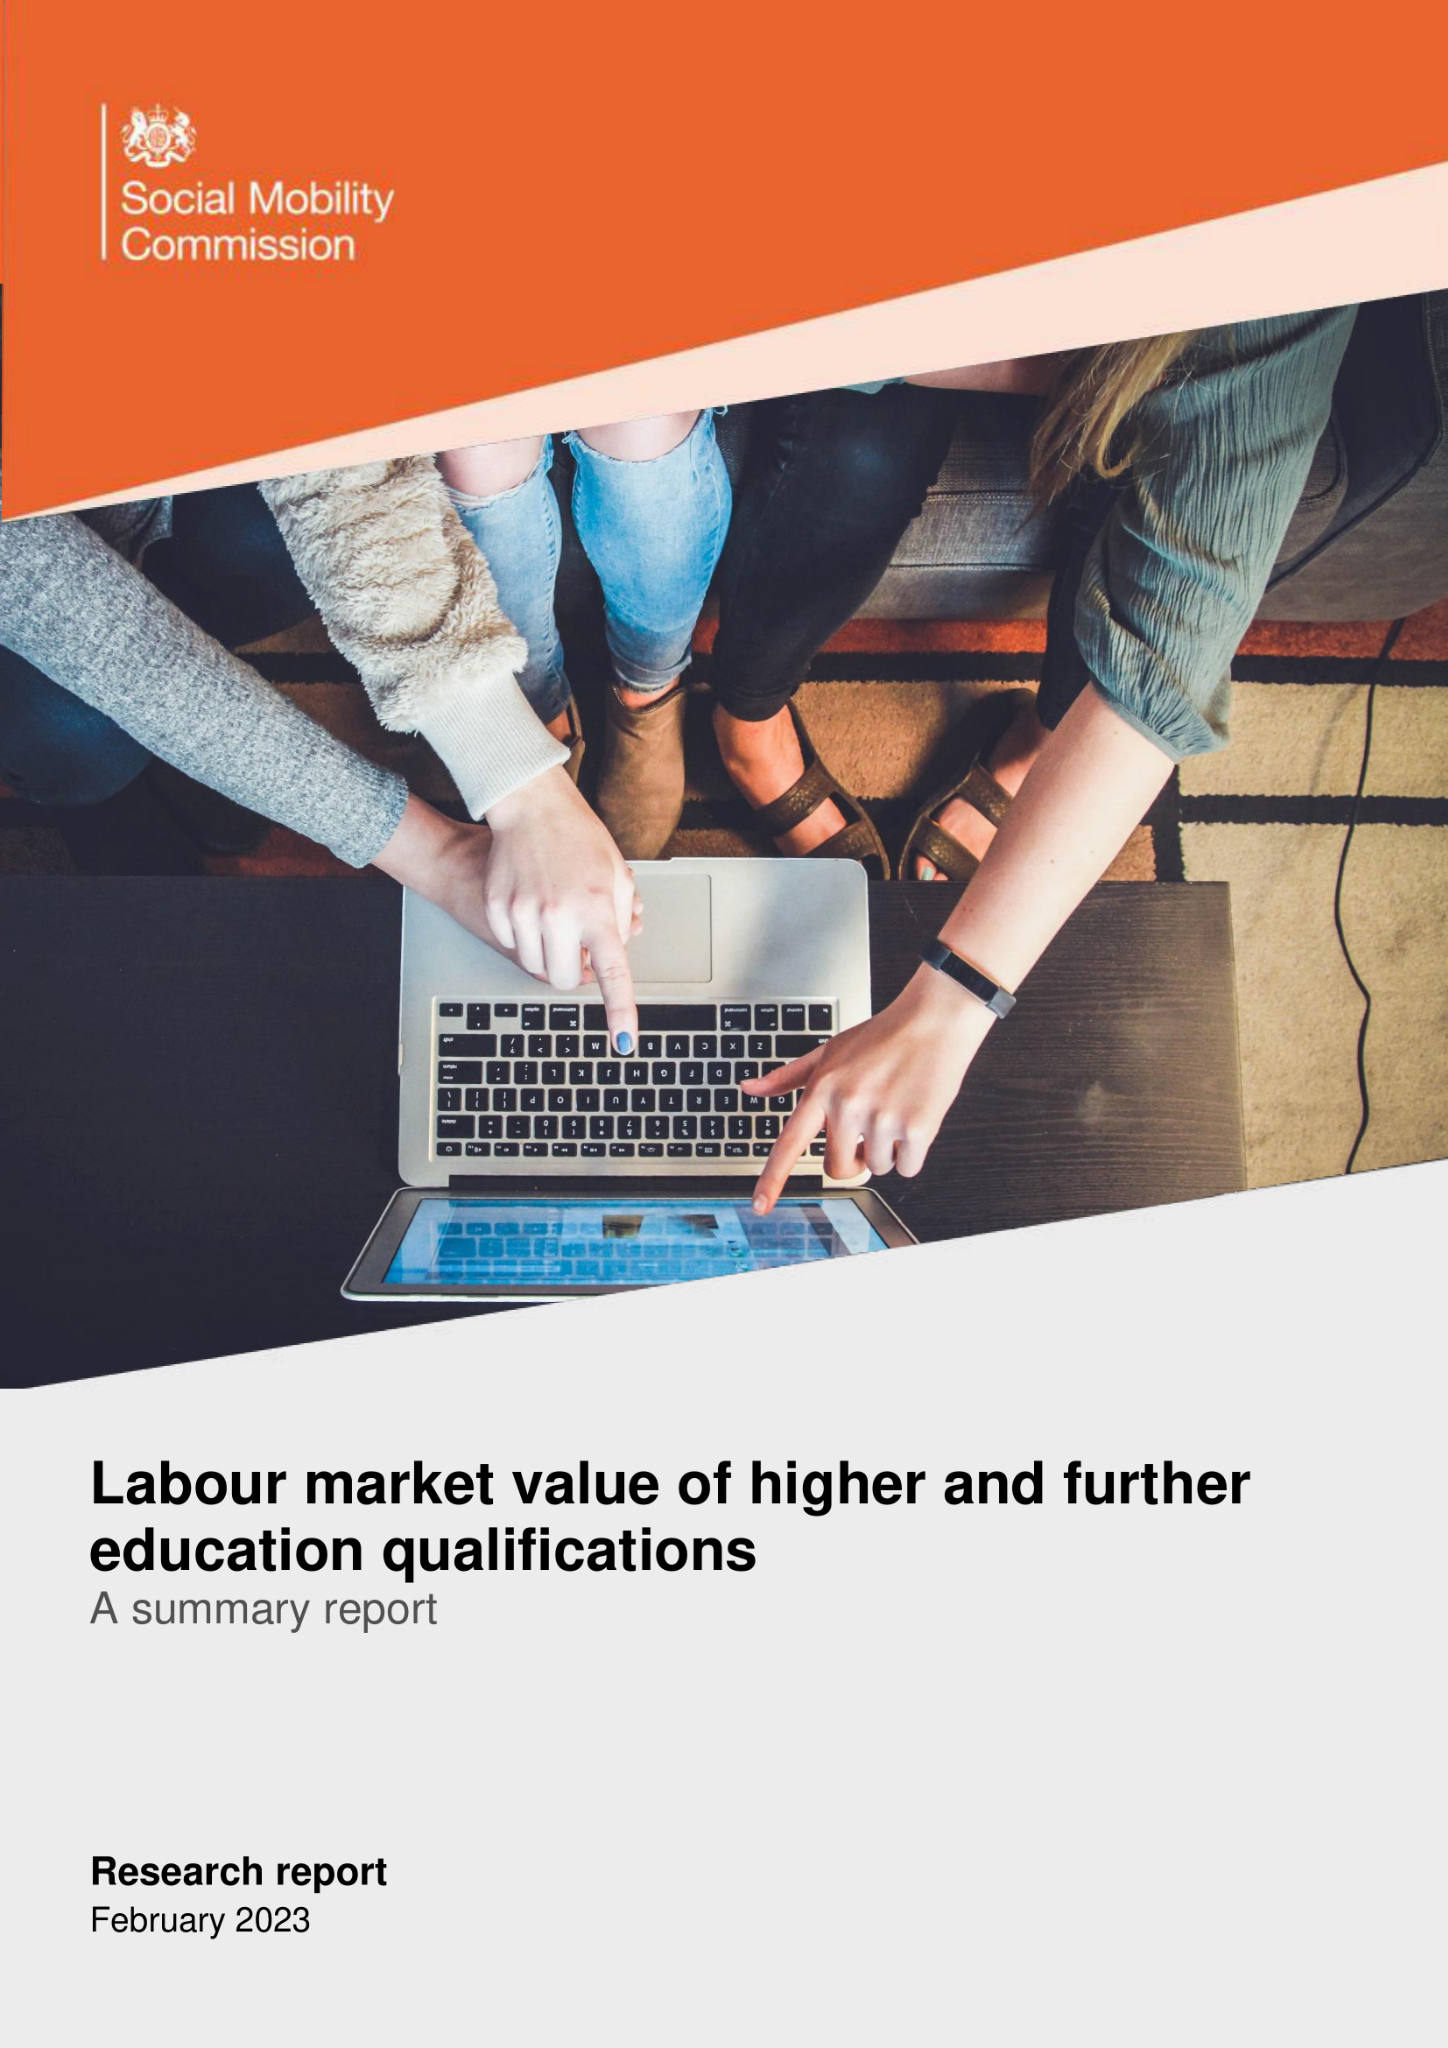 Social Mobility
Commission
Labour market value of higher and further
education qualifications
A summary report
Research report
February 2023